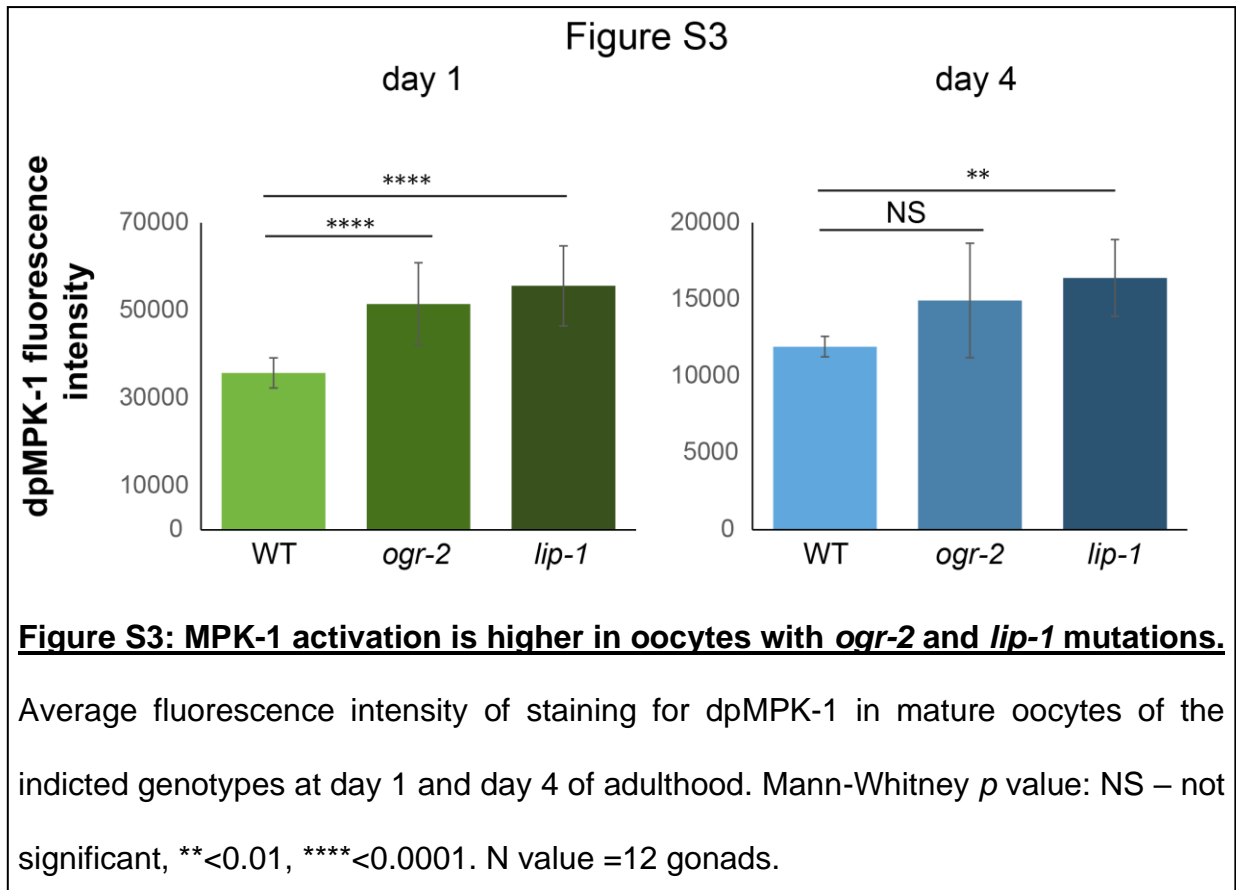 Figure S3
day 1
day 4
dpMPK-1 fluorescence
intensity
****
****
70000
50000
30000
10000
0
WT
ogr-2
lip-1
**
NS
20000
15000
10000
5000
0
WT
ogr-2
lip-1
Figure S3: MPK-1 activation is higher in oocytes with ogr-2 and lip-1 mutations.
Average fluorescence intensity of staining for dpMPK-1 in mature oocytes of the
indicted genotypes at day 1 and day 4 of adulthood. Mann-Whitney p value: NS – not
significant, **<0.01, ****<0.0001. N value =12 gonads.